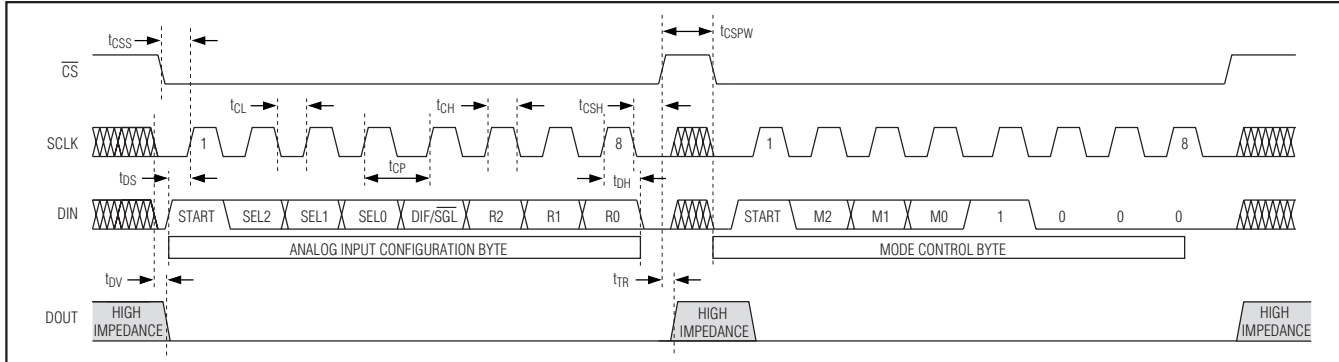 tCSS
tCSPW
CS
tCL
tCH
tCSH
SCLK
1
8
1
8
tCP
tDS
tDH
DIN
START SEL2 SEL1 SEL0 DIF/SGL R2 R1 R0
START M2 M1 M0 1 0 0 0
ANALOG INPUT CONFIGURATION BYTE
MODE CONTROL BYTE
tDV
tTR
DOUT
HIGH
IMPEDANCE
HIGH
IMPEDANCE
HIGH
IMPEDANCE